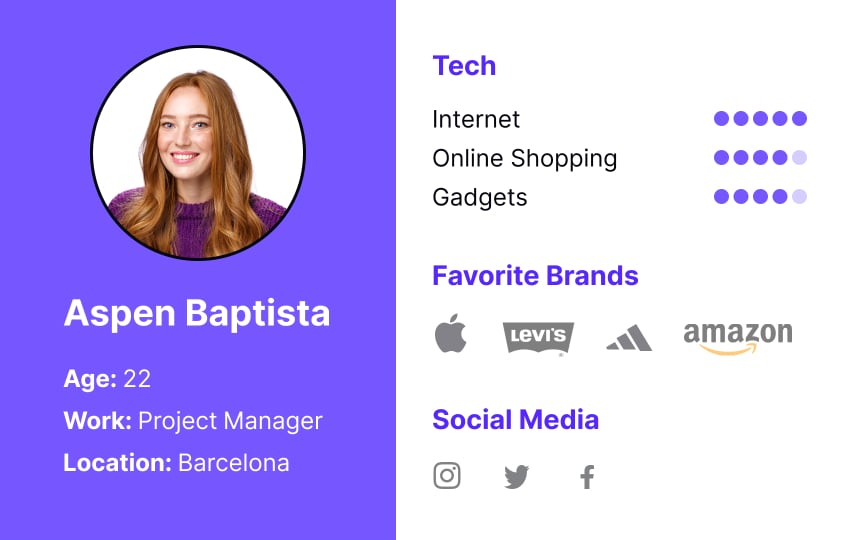 Aspen Baptista
Age: 22
Work: Project Manager
Location: Barcelona
Tech
Internet
Online Shopping
Gadgets
Favorite Brands
LEVI'S
amazon
Social Media